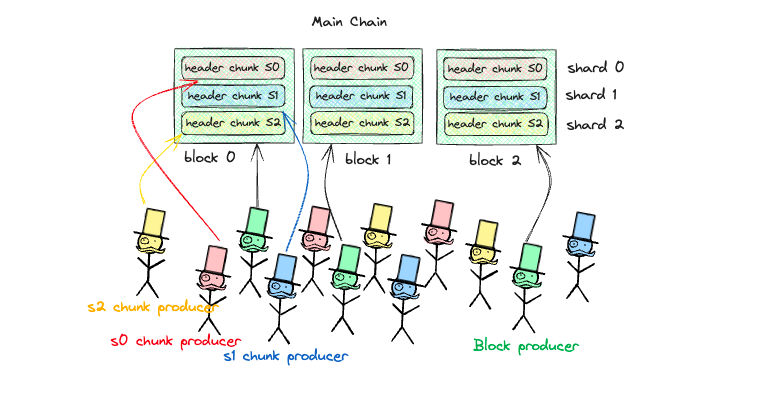 Main Chain
header chunk S0
header chunk S0
header chunk S0
shard 0
header chunk S1
header chunk S1
header chunk S1
shard 1
header chunk S2
header chunk S2
header chunk S2
shard 2
block 0
block 1
block 2
s2 chunk producer
s0 chunk producer
s1 chunk producer
Block producer